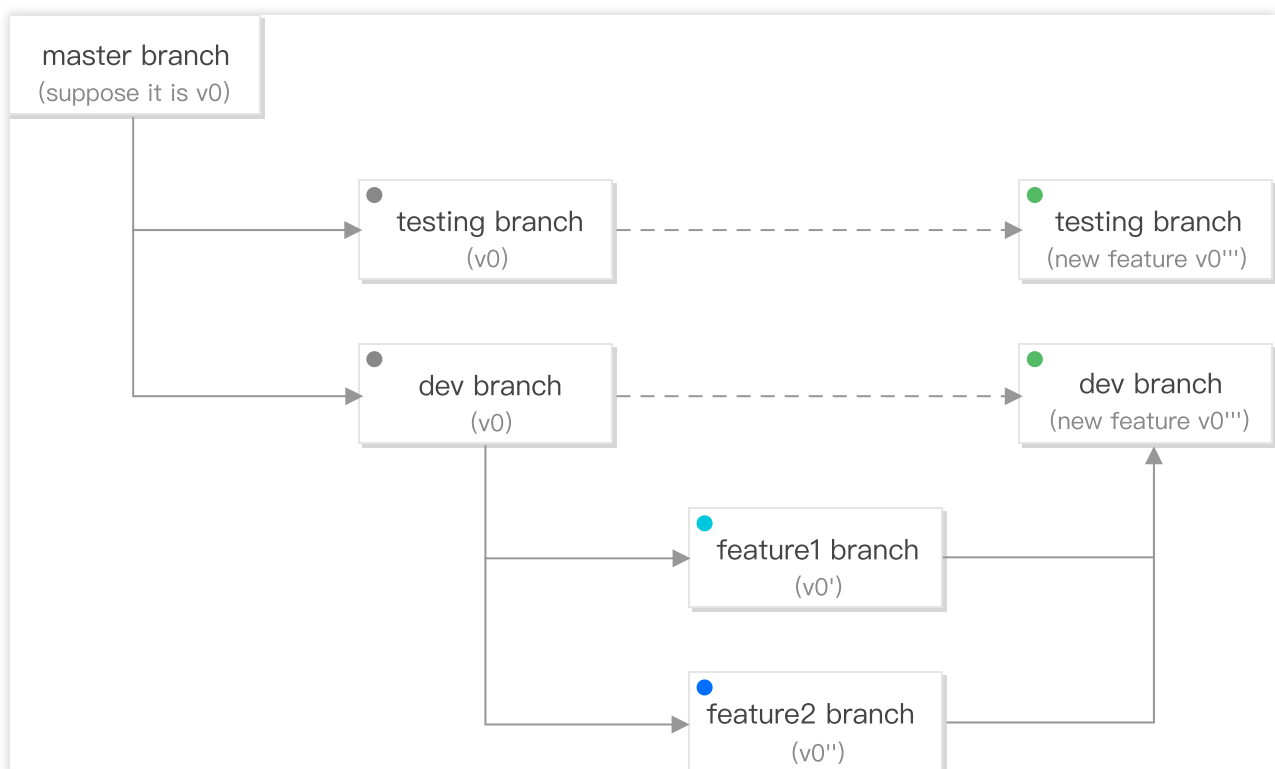 master branch
(suppose it is v0)
testing branch
(v0)
testing branch
(new feature v0''')
dev branch
(v0)
dev branch
(new feature v0''')
feature1 branch
(v0')
feature2 branch
(v0'')